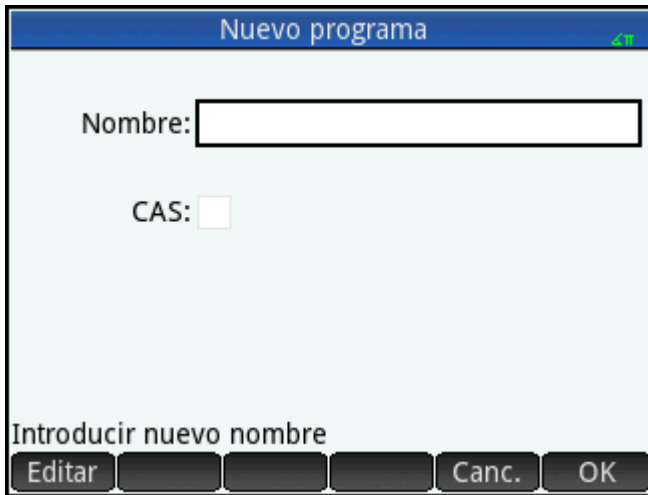 Nuevo programa
∡π
Nombre:
CAS:
Introducir nuevo nombre
Editar Canc. OK